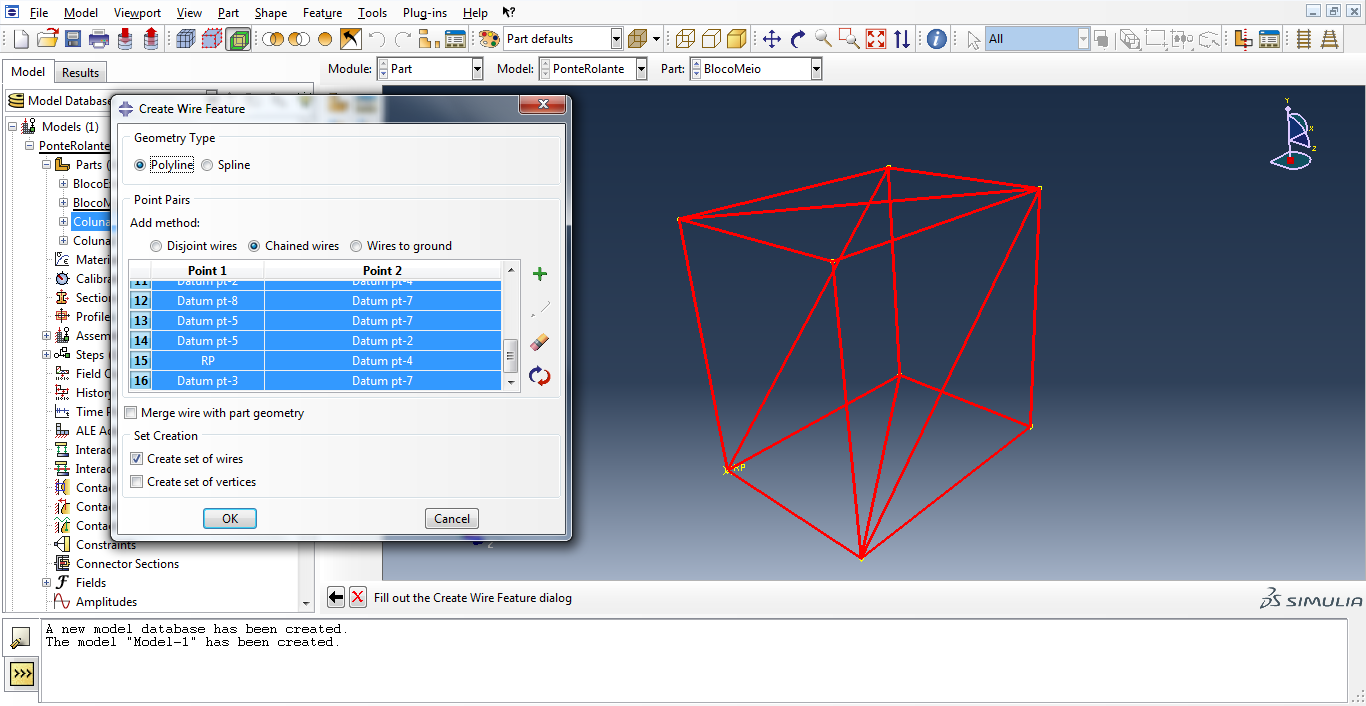 File Model Viewport View Part Shape Feature Tools Plug-ins Help
Part defaults
All
Model Results
Module: Part Model: PonteRolante Part: BlocoMeio
Model Database
Models (1)
PonteRolante
Parts (
BlocoE
BlocoM
Coluna
Coluna
Materi
Calibra
Section
Profile
Assem
Steps (
Field O
History
Time P
ALE Ad
Interac
Interac
Contac
Contac
Contac
Constraints
Connector Sections
Fields
Amplitudes
Create Wire Feature
Geometry Type
Polyline Spline
Point Pairs
Add method:
Disjoint wires Chained wires Wires to ground
Point 1 Point 2
11 Datum pt-2 Datum pt-4
12 Datum pt-8 Datum pt-7
13 Datum pt-5 Datum pt-7
14 Datum pt-5 Datum pt-2
15 RP Datum pt-4
16 Datum pt-3 Datum pt-7
Merge wire with part geometry
Set Creation
Create set of wires
Create set of vertices
OK Cancel
Y
X
Z
RP
Z
Fill out the Create Wire Feature dialog
SIMULIA
A new model database has been created.
The model "Model-1" has been created.
>>>